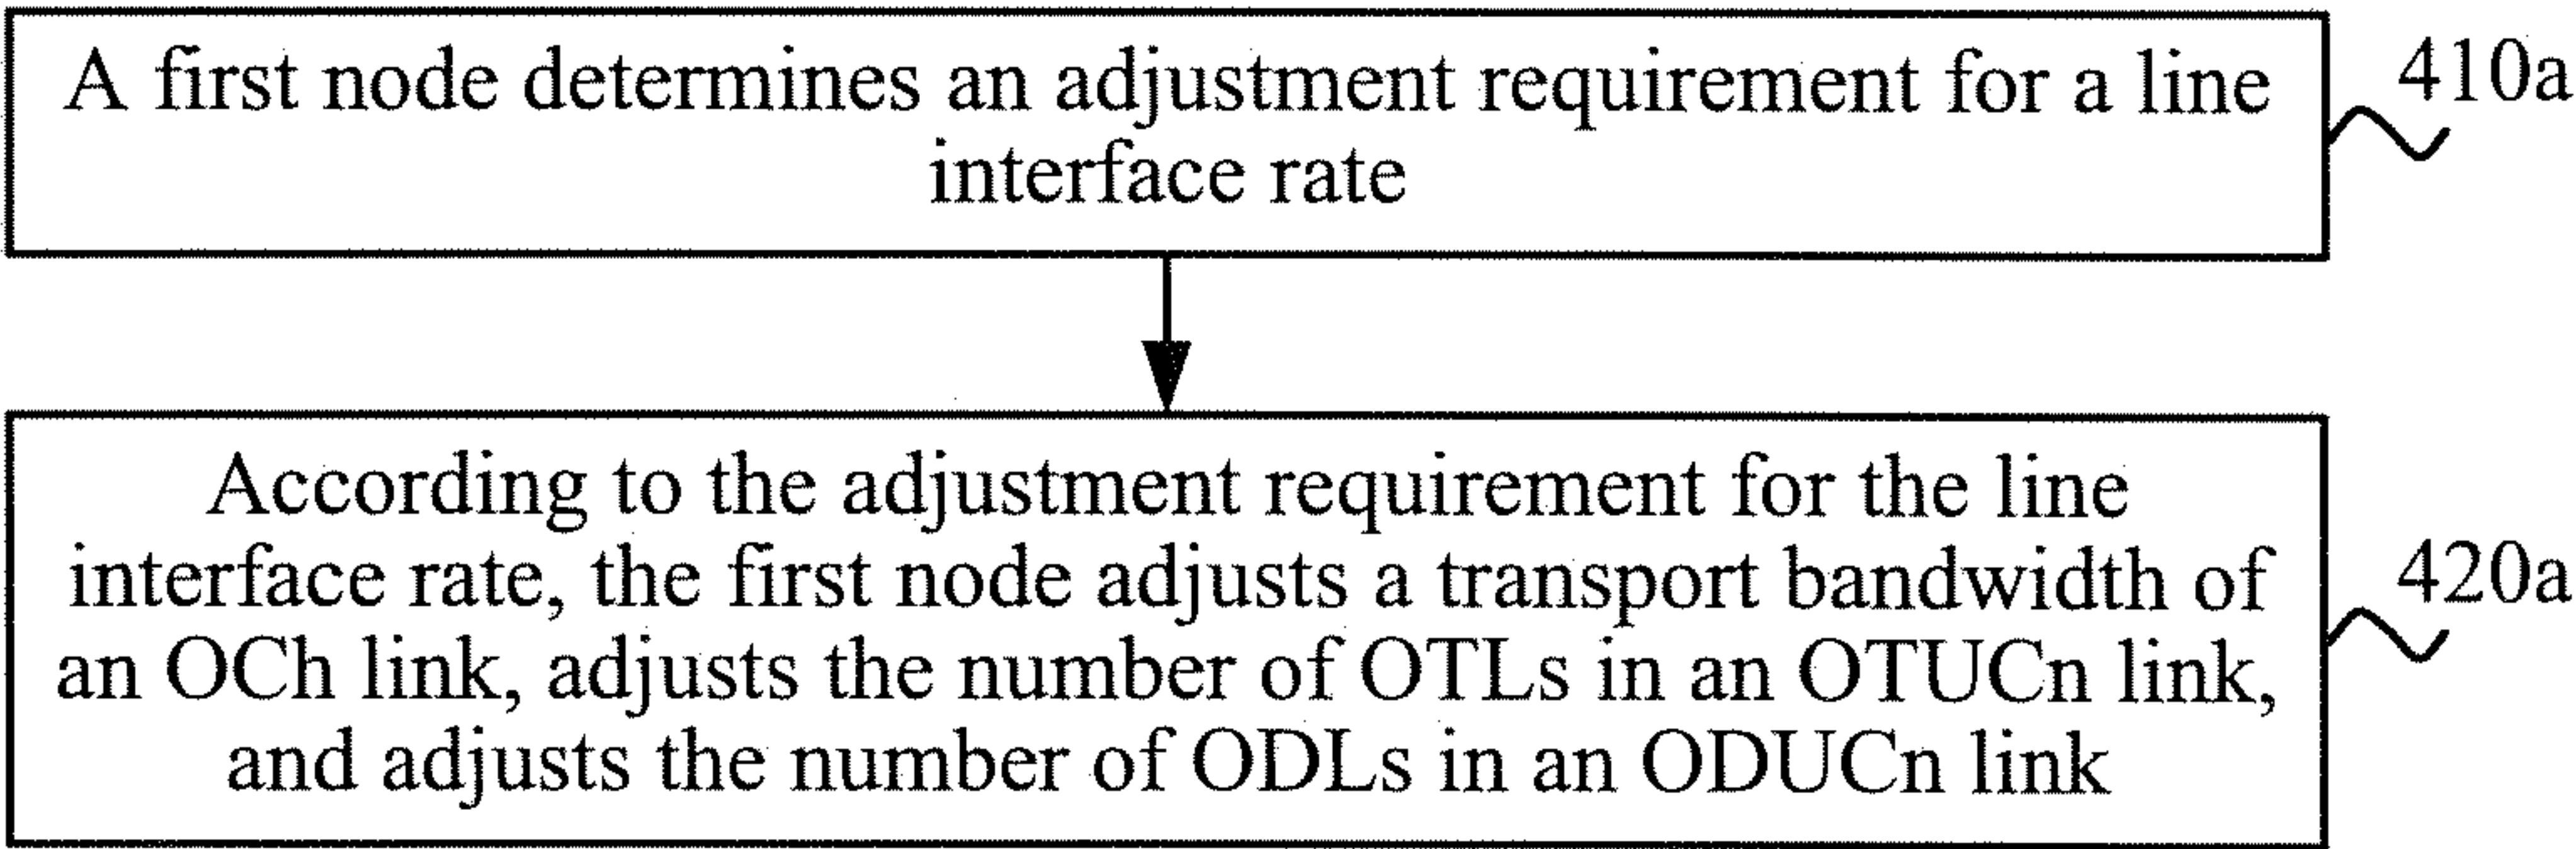 A first node determines an adjustment requirement for a line
interface rate
410a
According to the adjustment requirement for the line
interface rate, the first node adjusts a transport bandwidth of
an OCh link, adjusts the number of OTLs in an OTUCn link,
and adjusts the number of ODLs in an ODUCn link
420a